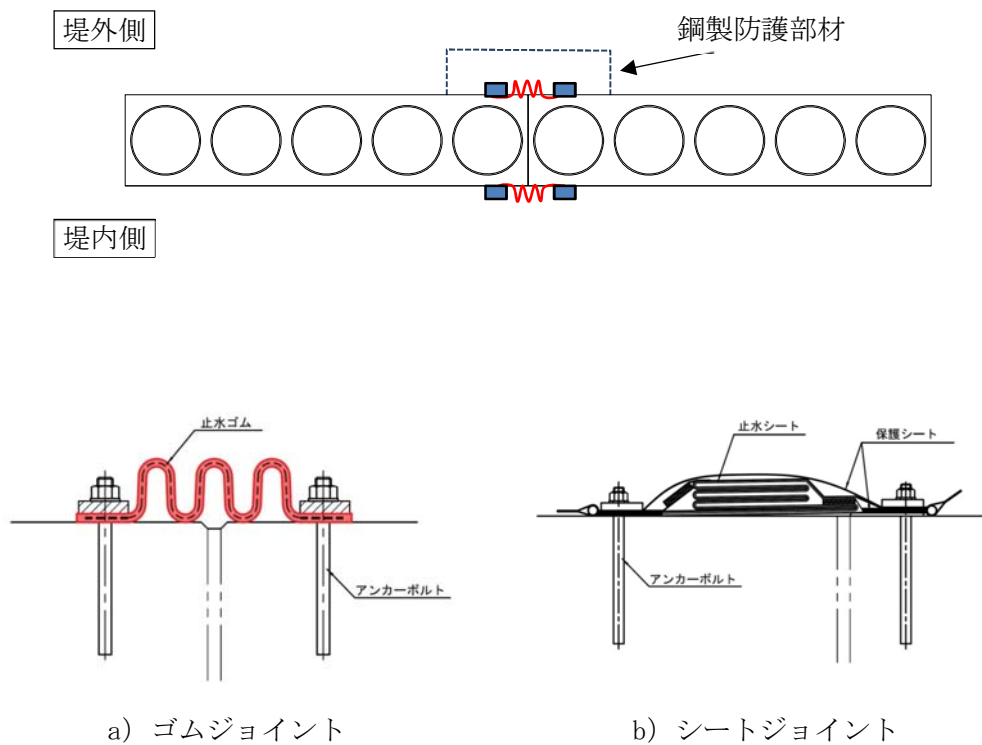 堤外側
鋼製防護部材
堤内側
止水ゴム
アンカーボルト
止水シート
保護シート
アンカーボルト
a) ゴムジョイント
b) シートジョイント